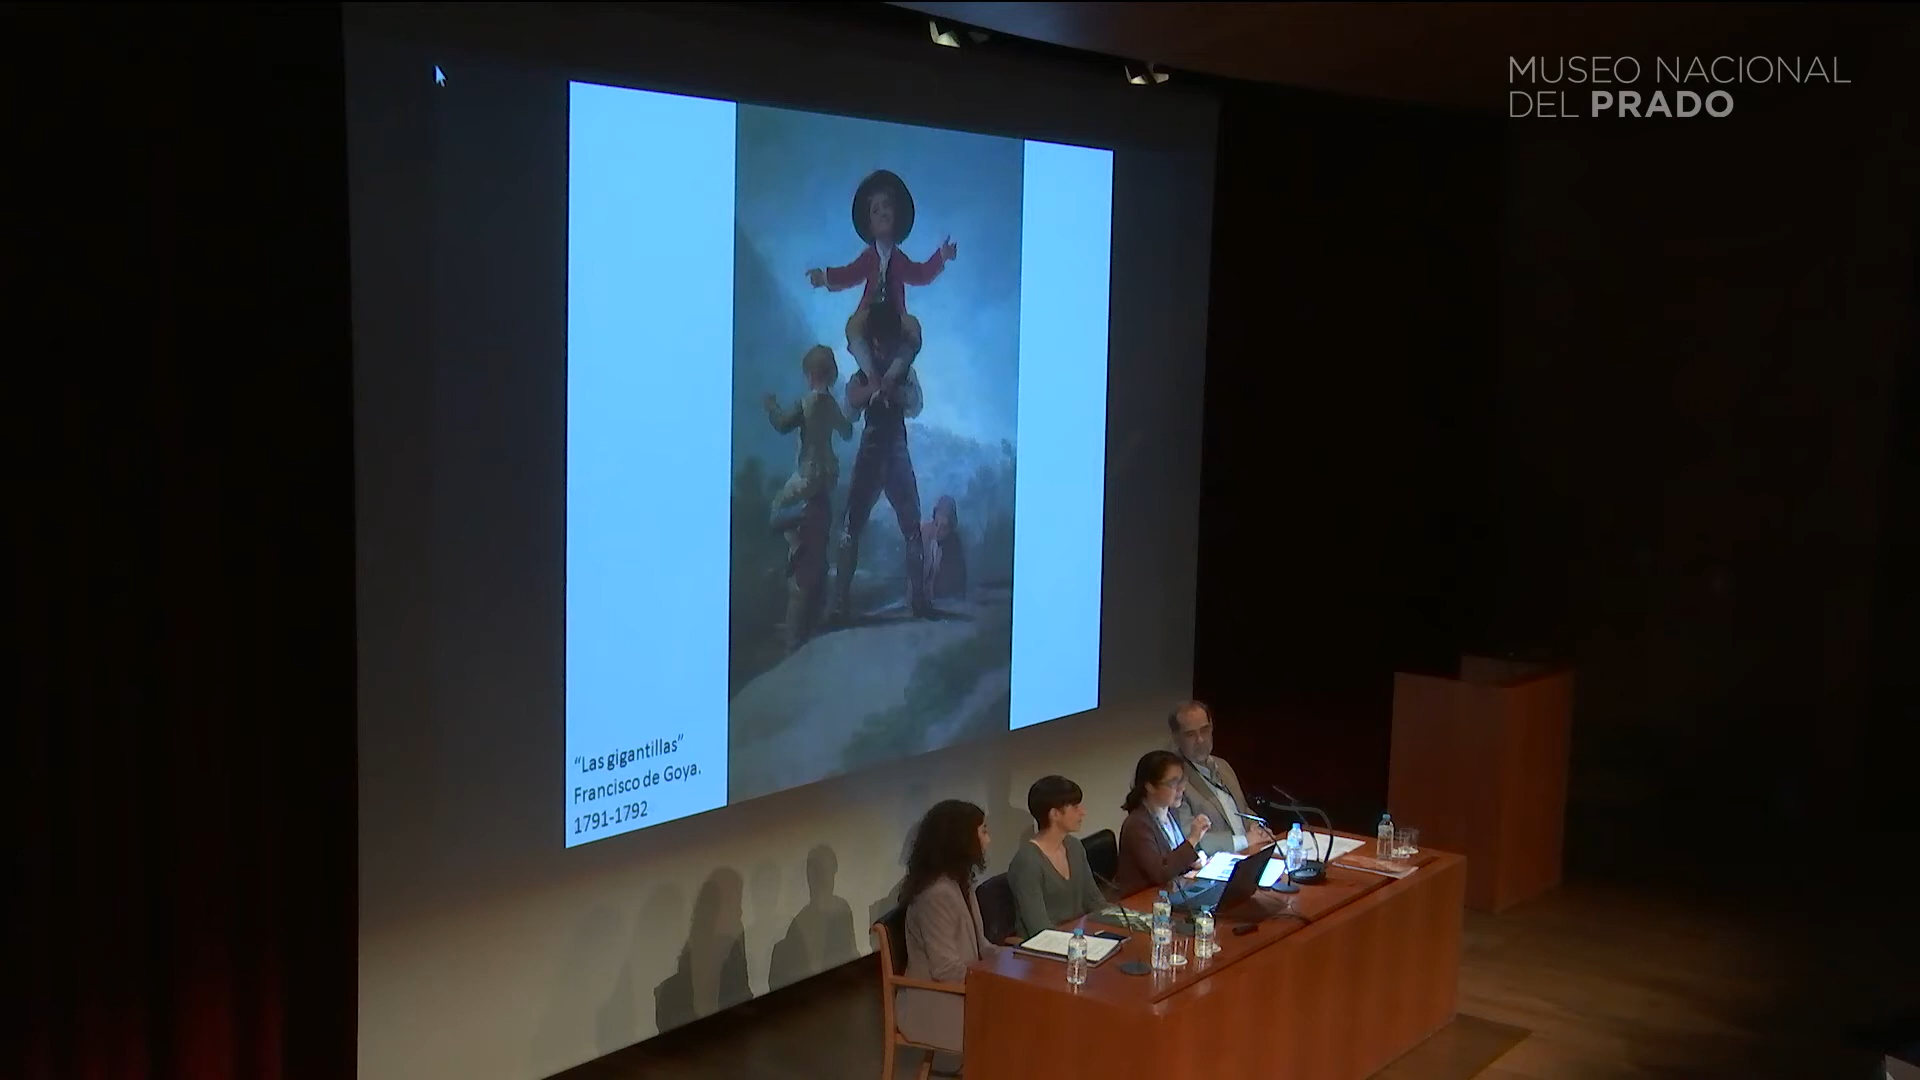 MUSEO NACIONAL
DEL PRADO
“Las gigantillas”
Francisco de Goya.
1791-1792